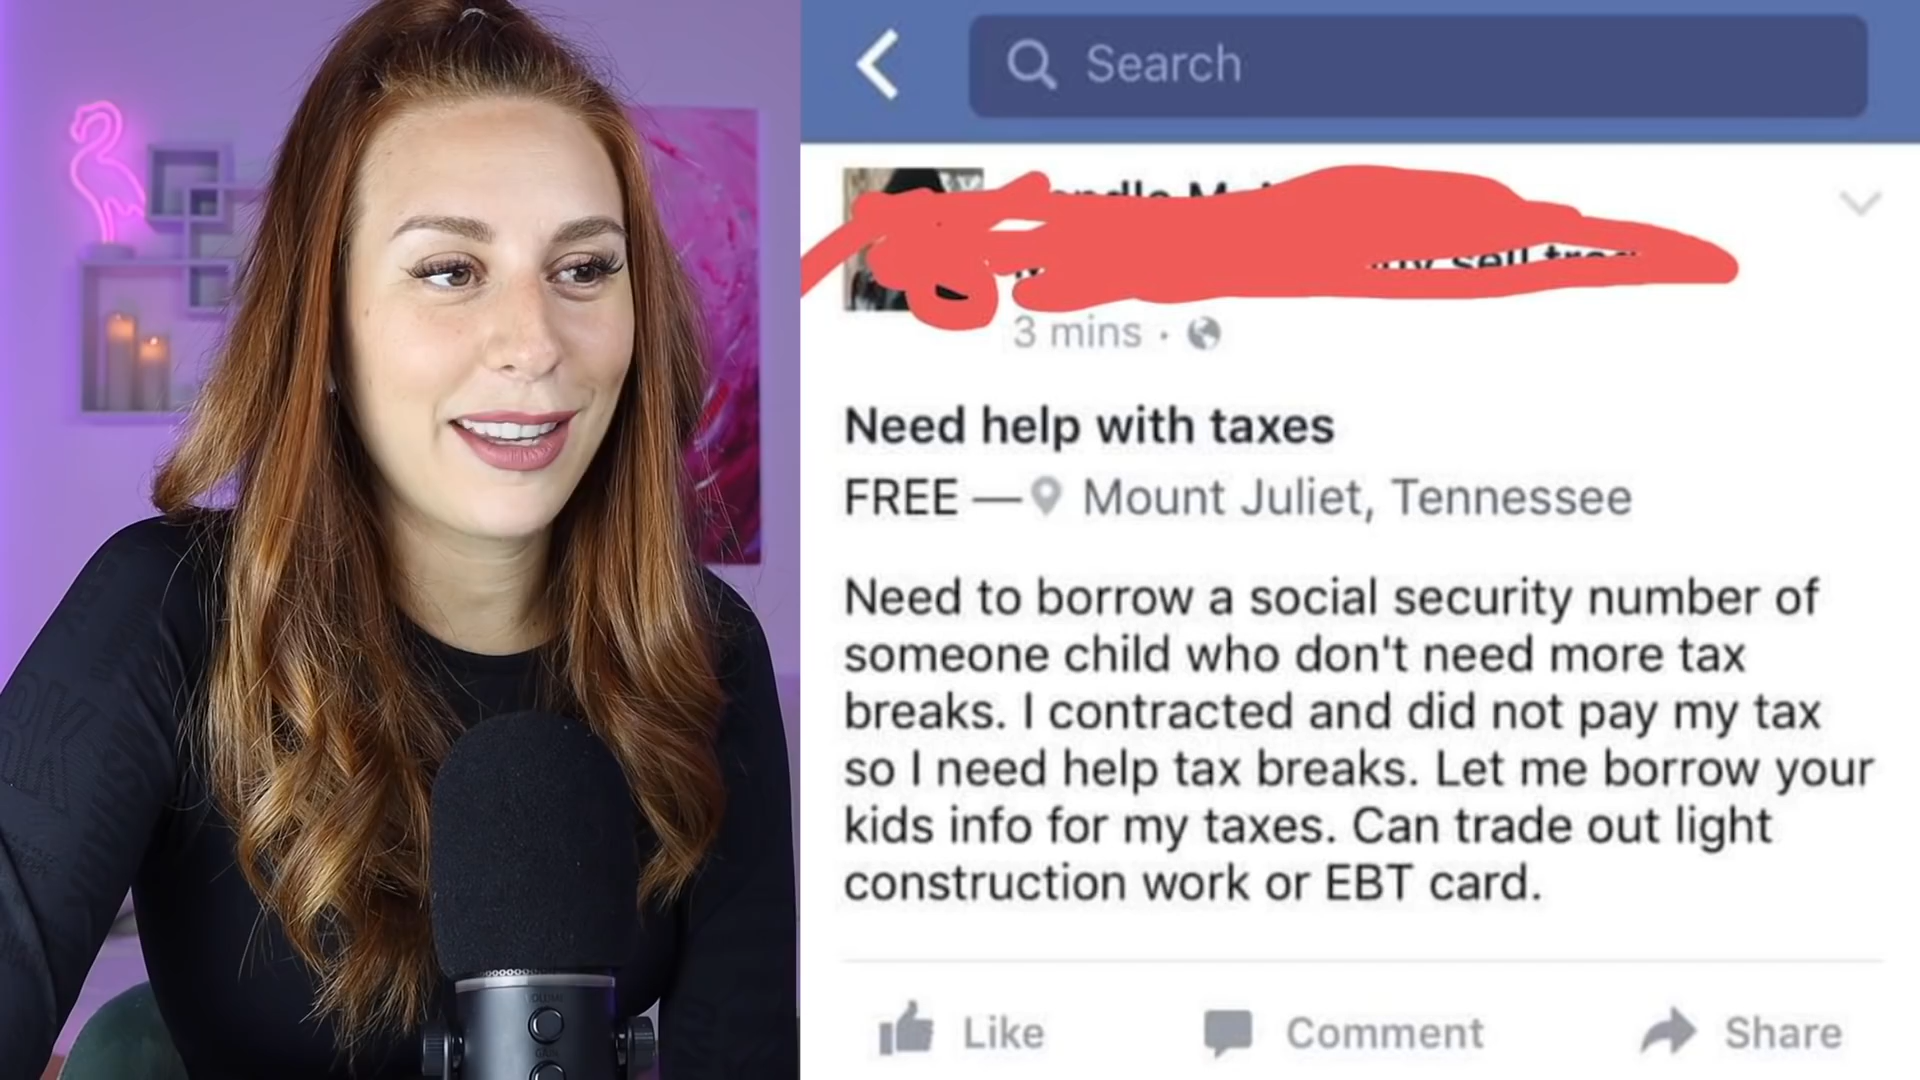 Search
sell
3 mins
Need help with taxes
FREE — Mount Juliet, Tennessee
Need to borrow a social security number of
someone child who don't need more tax
breaks. I contracted and did not pay my tax
so I need help tax breaks. Let me borrow your
kids info for my taxes. Can trade out light
construction work or EBT card.
Like Comment Share
VOLUME
GAIN